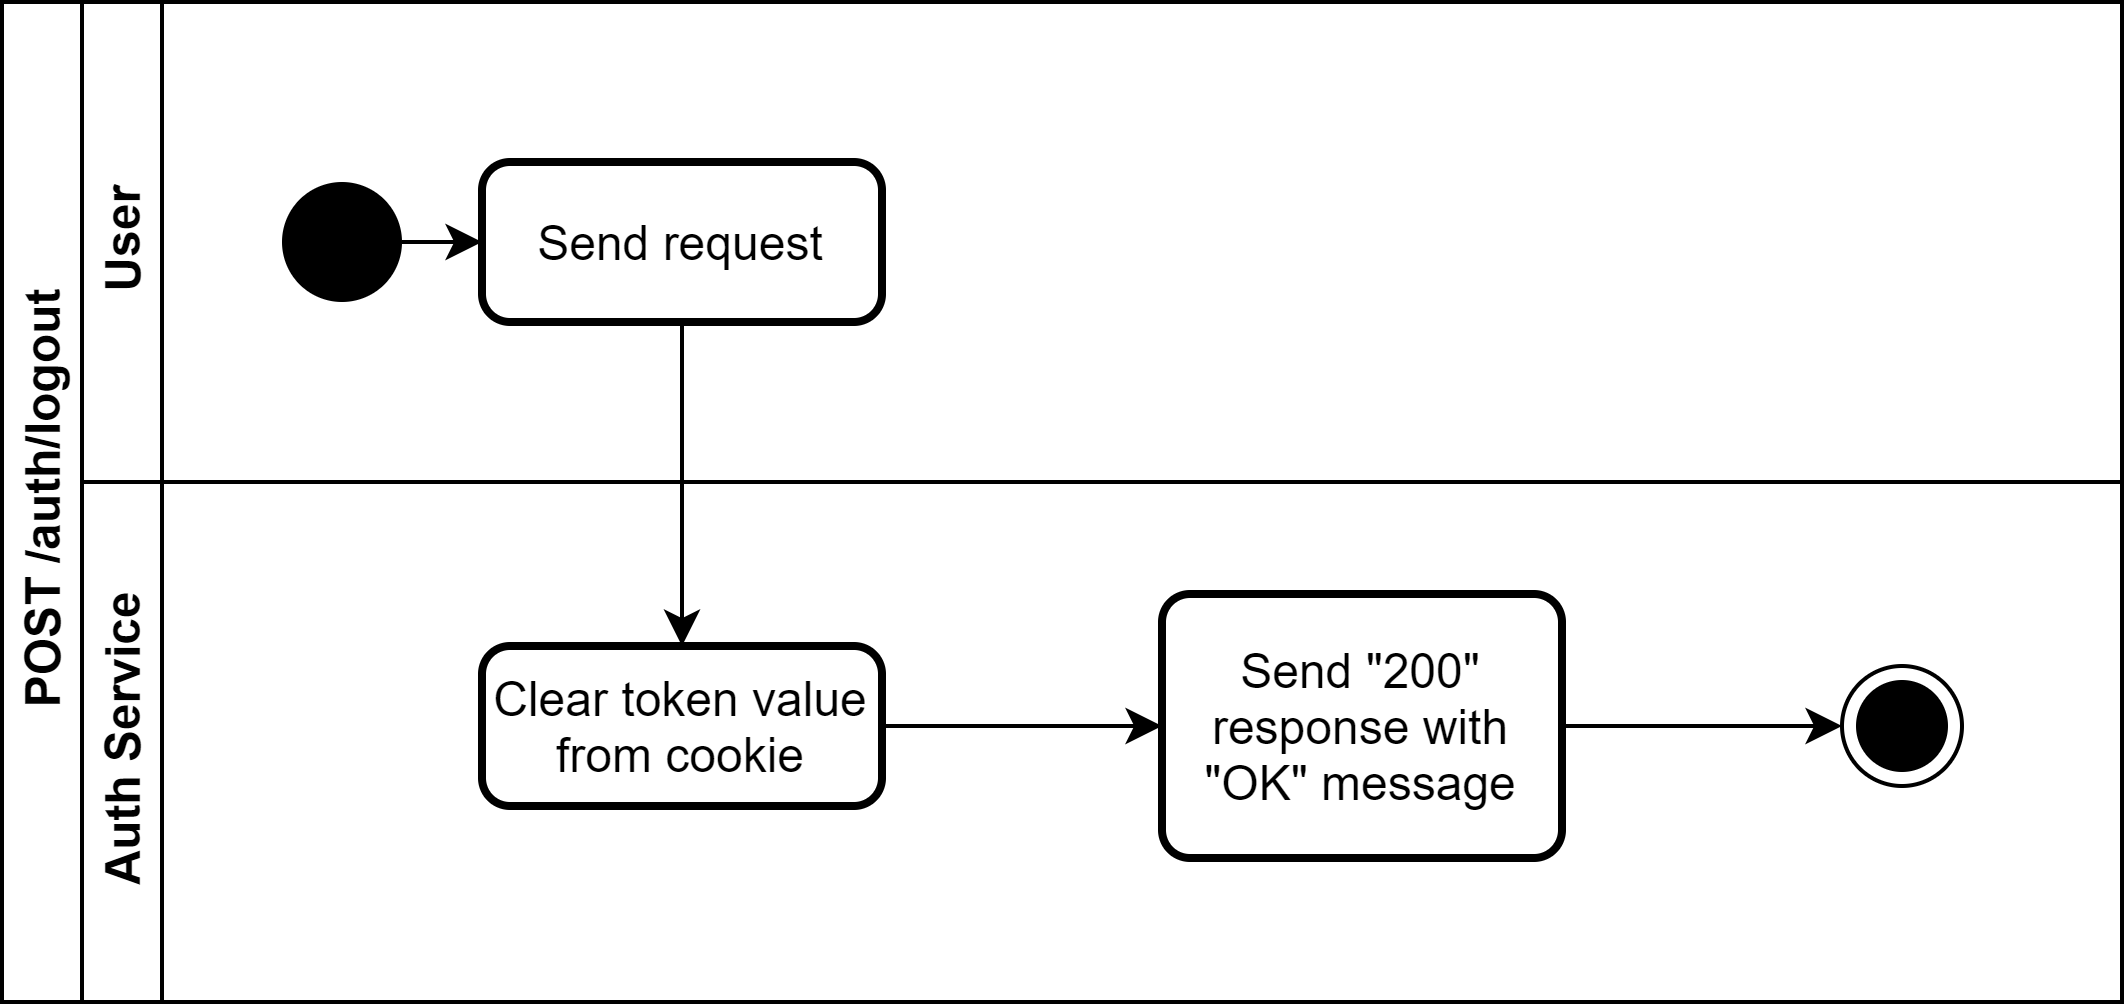 POST /auth/logout
User
Send request
Auth Service
Clear token value
from cookie
Send "200"
response with
"OK" message